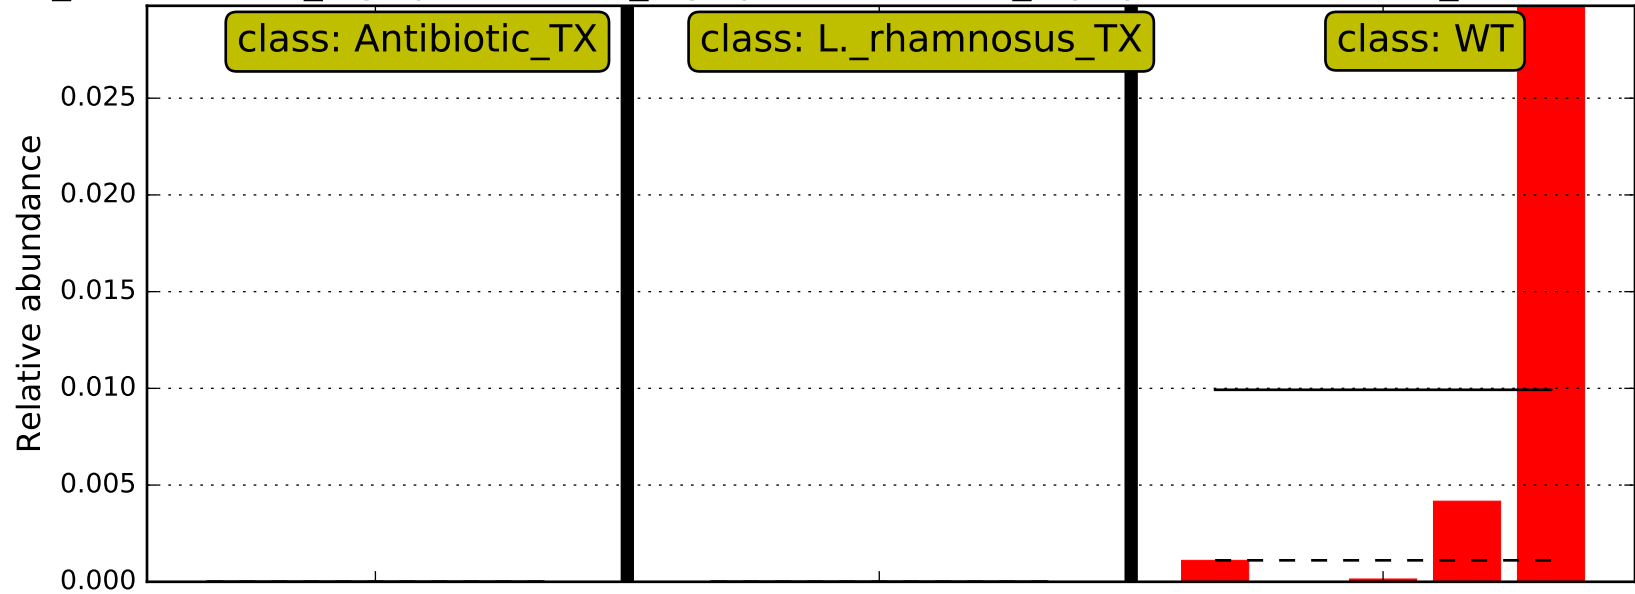 class: Antibiotic_TX
class: L._rhamnosus_TX
class: WT
Relative abundance
0.025
0.020
0.015
0.010
0.005
0.000